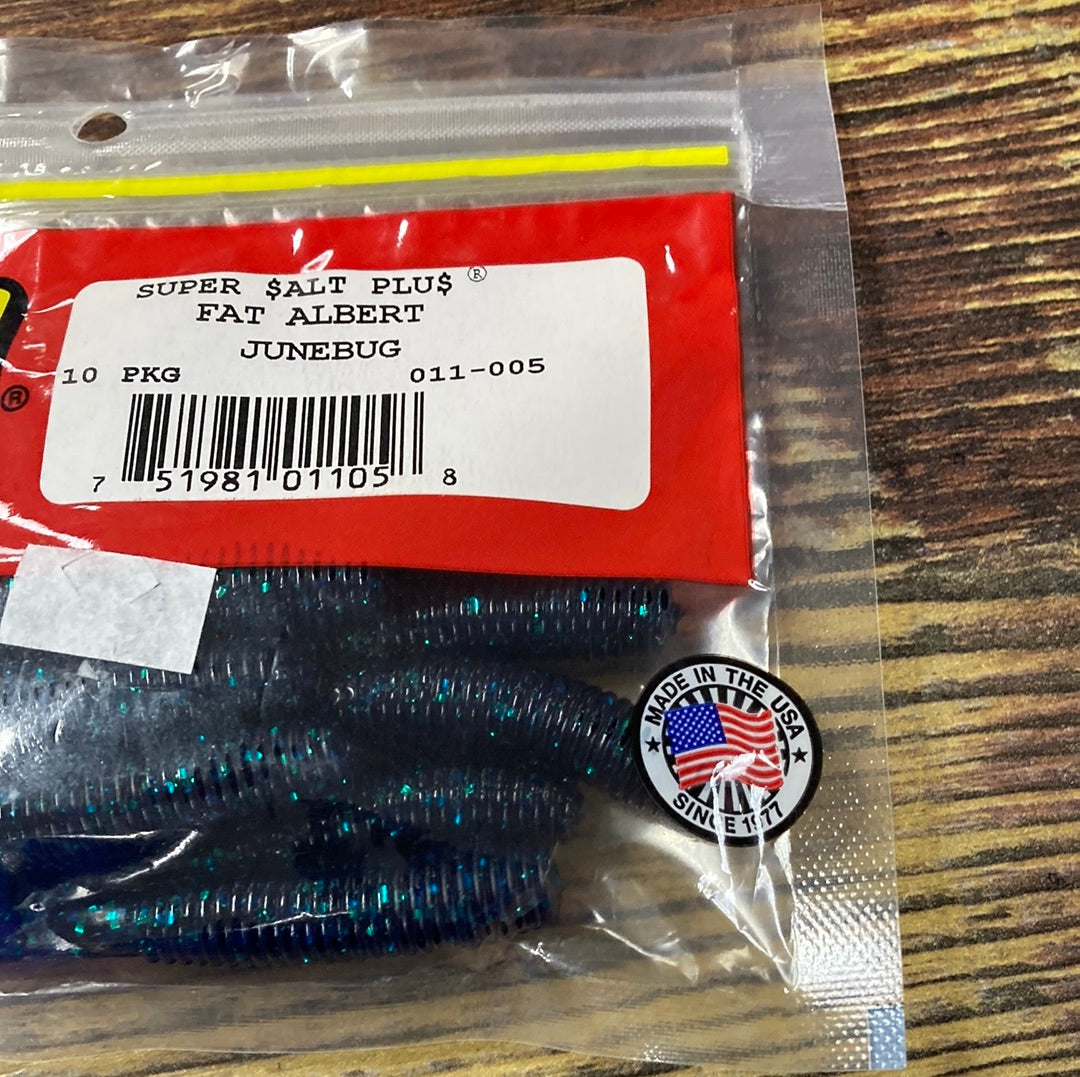 SUPER $ALT PLU$ ®
FAT ALBERT
JUNEBUG
10 PKG 011-005
7 51981 01105 8
®
MADE IN THE USA
SINCE 1977